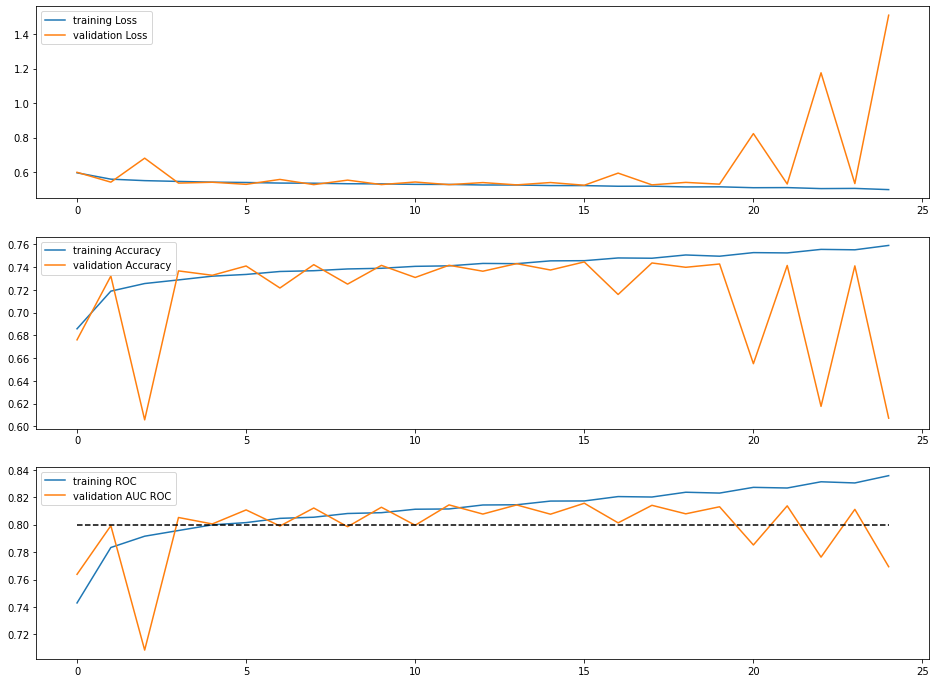 training Loss
validation Loss
1.4
1.2
1.0
0.8
0.6
0 5 10 15 20 25
training Accuracy
validation Accuracy
0.76
0.74
0.72
0.70
0.68
0.66
0.64
0.62
0.60
0 5 10 15 20 25
training ROC
validation AUC ROC
0.84
0.82
0.80
0.78
0.76
0.74
0.72
0 5 10 15 20 25